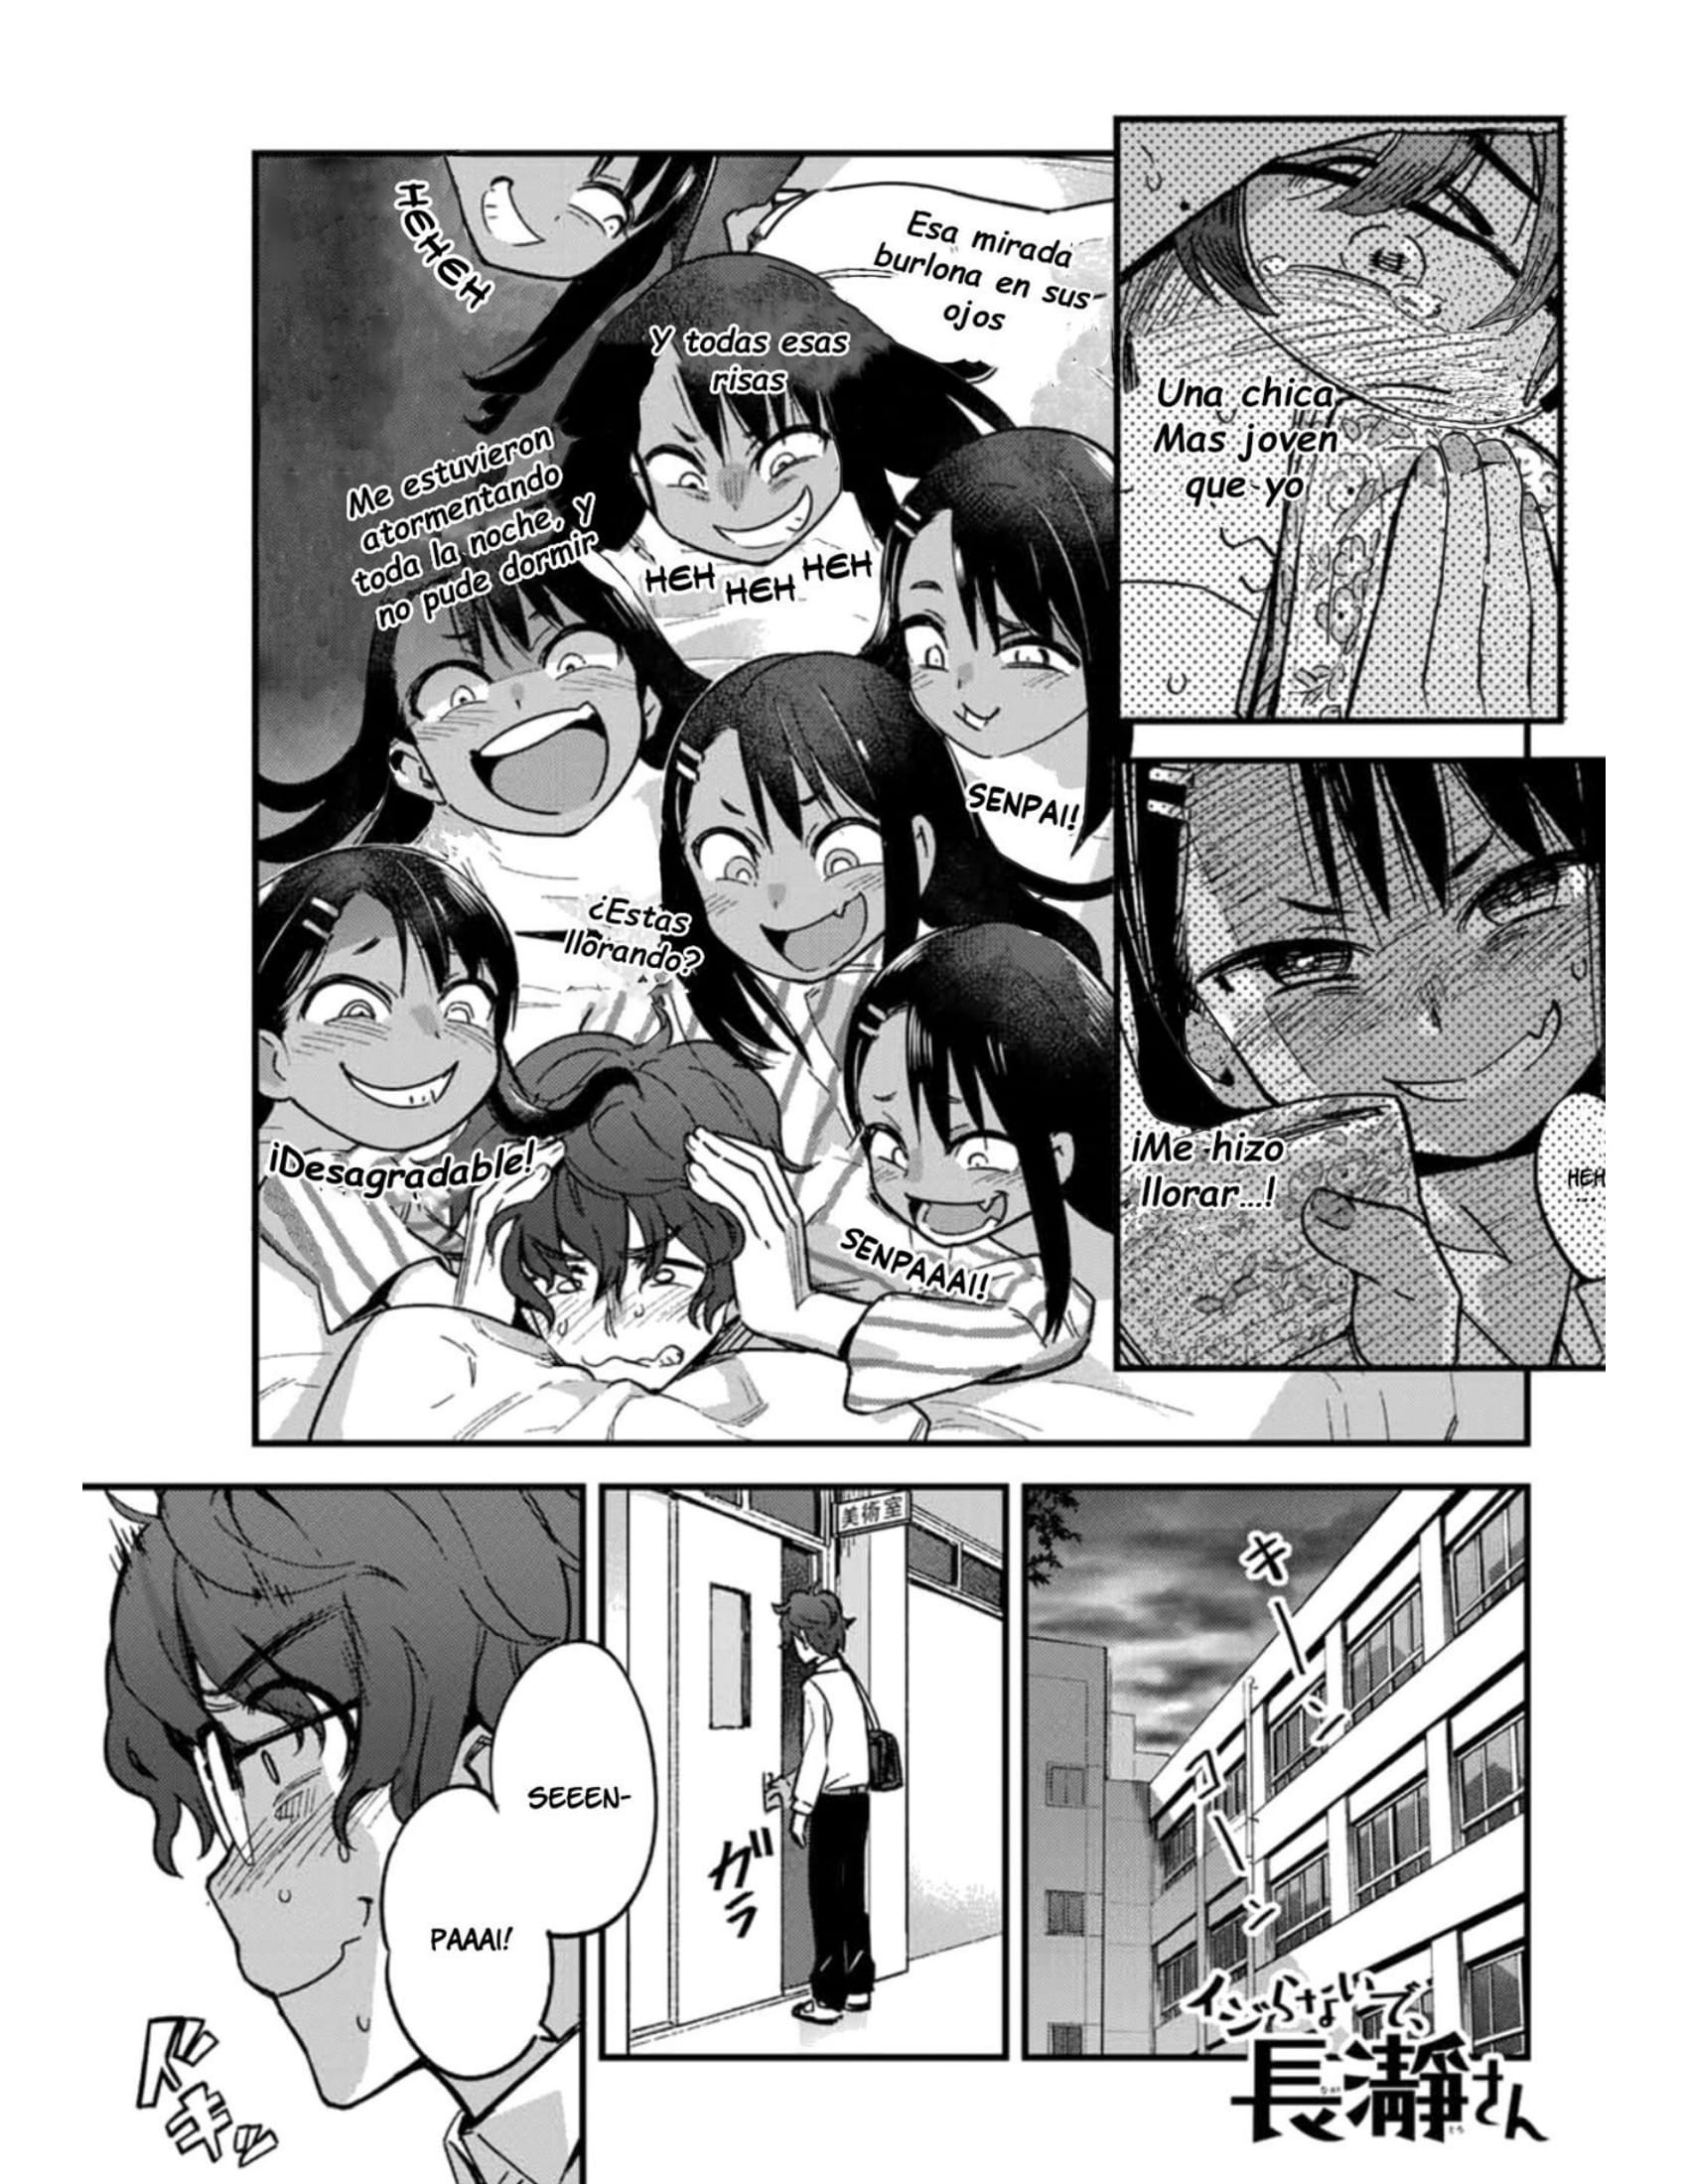 Una chica
Mas joven
que yo
¡Me hizo
llorar...!
HEH
...
Esa mirada
burlona en sus
ojos
Y todas esas
risas
HEHEH
HEH HEH HEH
Me estuvieron
atormentando
toda la noche, y
no pude dormir
SENPAI!
¿Estas
llorando?
¡Desagradable!
SENPAAAI!
キーンコーン
イジらないで、
長瀞さん
美術室
ガラ
SEEEN-
PAAAI!
ドキッ